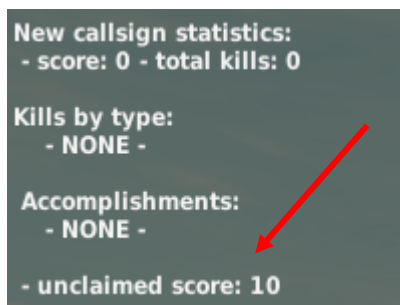 New callsign statistics:
- score: 0 - total kills: 0
Kills by type:
- NONE -
Accomplishments:
- NONE -
- unclaimed score: 10